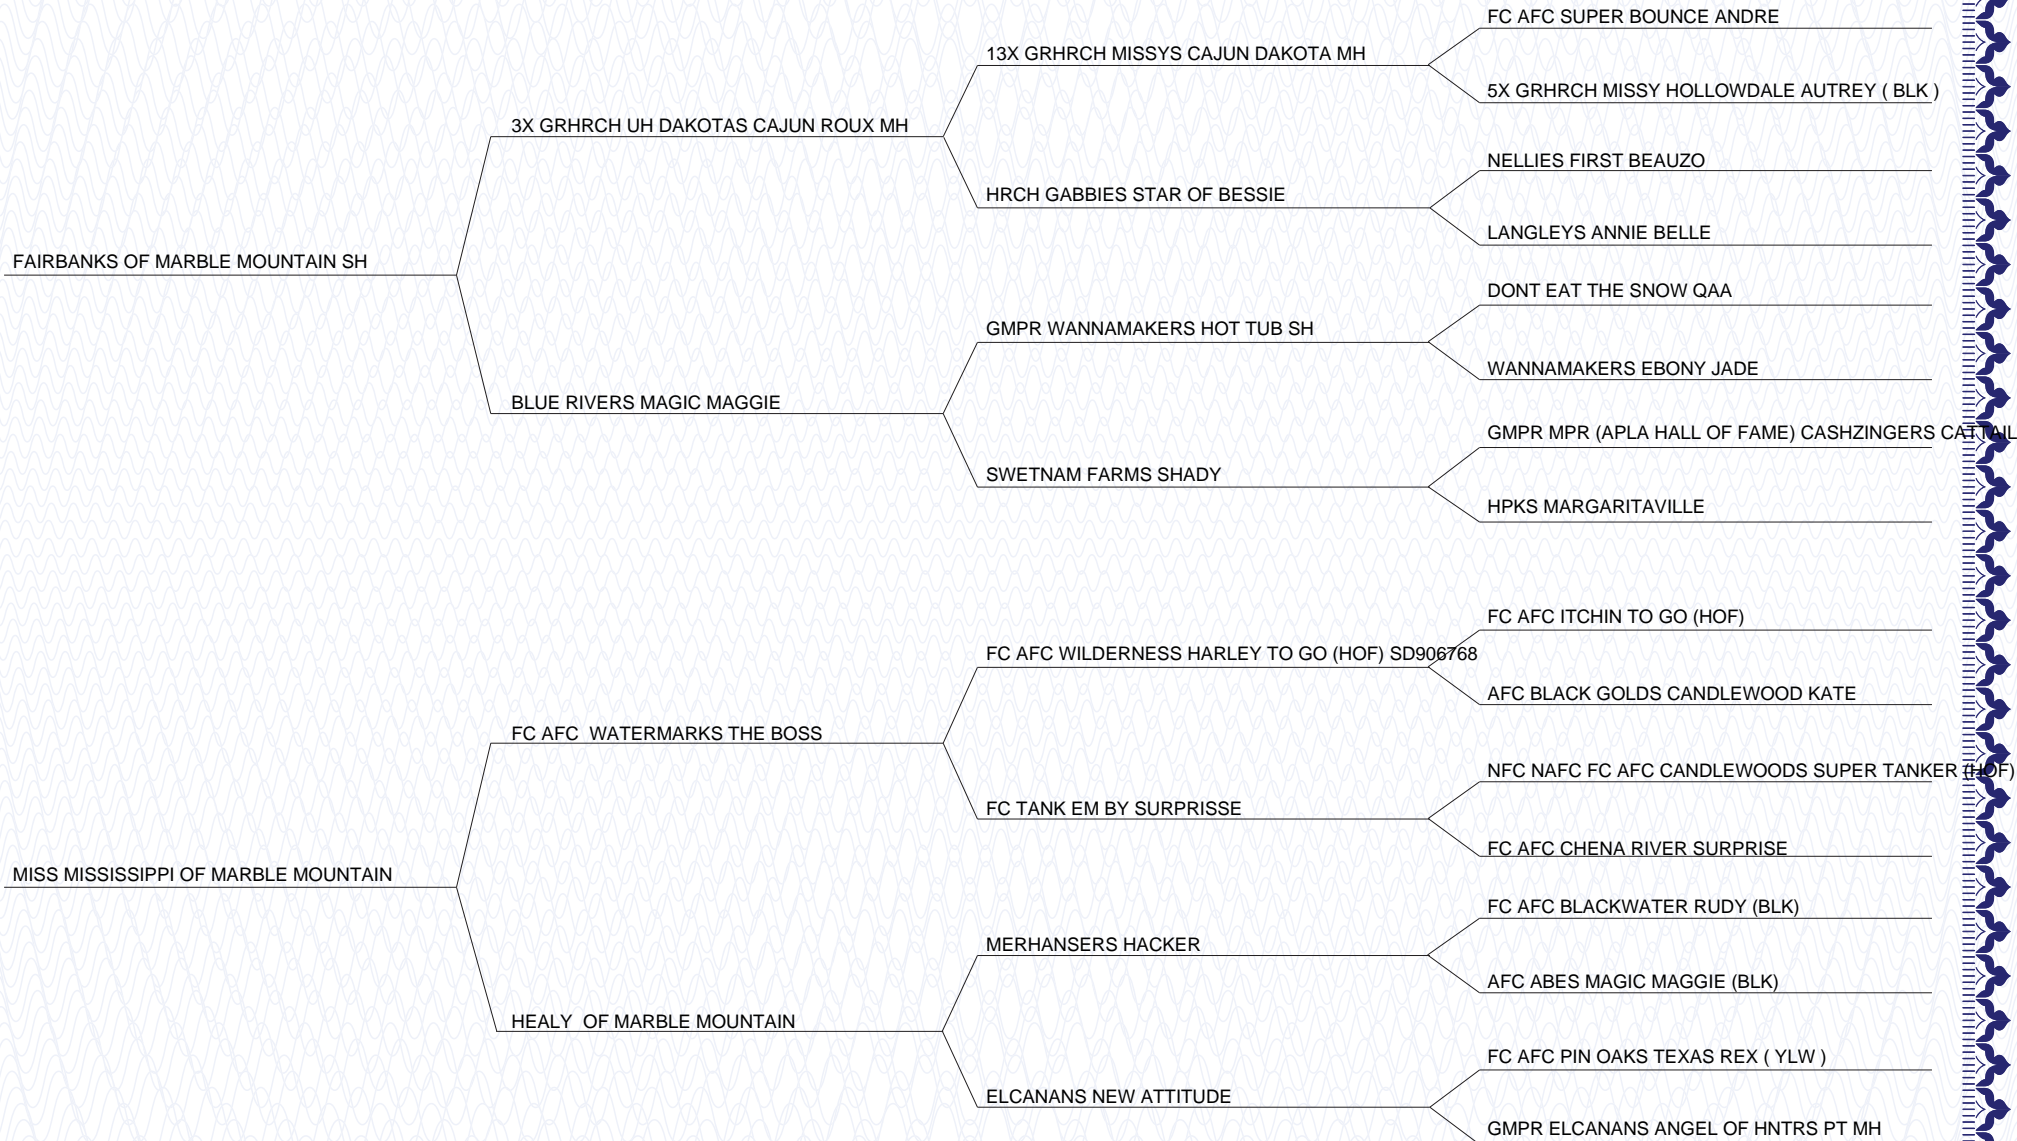 FC AFC SUPER BOUNCE ANDRE
13X GRHRCH MISSYS CAJUN DAKOTA MH
5X GRHRCH MISSY HOLLOWDALE AUTREY ( BLK )
3X GRHRCH UH DAKOTAS CAJUN ROUX MH
NELLIES FIRST BEAUZO
HRCH GABBIES STAR OF BESSIE
LANGLEYS ANNIE BELLE
FAIRBANKS OF MARBLE MOUNTAIN SH
DONT EAT THE SNOW QAA
GMPR WANNAMAKERS HOT TUB SH
WANNAMAKERS EBONY JADE
BLUE RIVERS MAGIC MAGGIE
GMPR MPR (APLA HALL OF FAME) CASHZINGERS CATTAIL
SWETNAM FARMS SHADY
HPKS MARGARITAVILLE
FC AFC ITCHIN TO GO (HOF)
FC AFC WILDERNESS HARLEY TO GO (HOF) SD906768
AFC BLACK GOLDS CANDLEWOOD KATE
FC AFC  WATERMARKS THE BOSS
NFC NAFC FC AFC CANDLEWOODS SUPER TANKER (HOF)
FC TANK EM BY SURPRISSE
FC AFC CHENA RIVER SURPRISE
MISS MISSISSIPPI OF MARBLE MOUNTAIN
FC AFC BLACKWATER RUDY (BLK)
MERHANSERS HACKER
AFC ABES MAGIC MAGGIE (BLK)
HEALY  OF MARBLE MOUNTAIN
FC AFC PIN OAKS TEXAS REX ( YLW )
ELCANANS NEW ATTITUDE
GMPR ELCANANS ANGEL OF HNTRS PT MH